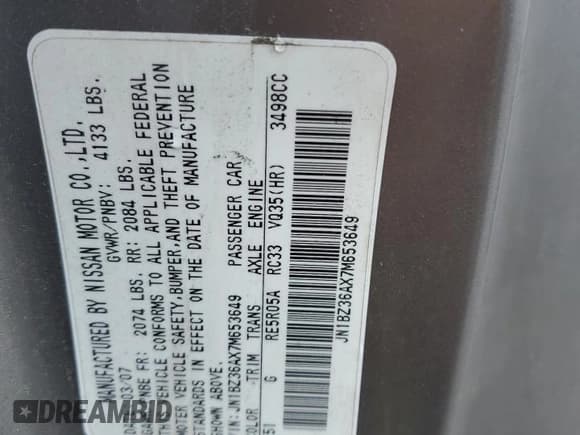 MANUFACTURED BY NISSAN MOTOR CO.,LTD.
03/07 GVWR/PNBV: 4133 LBS.
FR: 2074 LBS. RR: 2084 LBS.
VEHICLE CONFORMS TO ALL APPLICABLE FEDERAL
MOTOR VEHICLE SAFETY,BUMPER,AND THEFT PREVENTION
STANDARDS IN EFFECT ON THE DATE OF MANUFACTURE
SHOWN ABOVE.
VIN: JN1BZ36AX7M653649 PASSENGER CAR
COLOR TRIM TRANS AXLE ENGINE
G RE5R05A RC33 VQ35(HR) 3498CC
JN1BZ36AX7M653649
DREAMBID